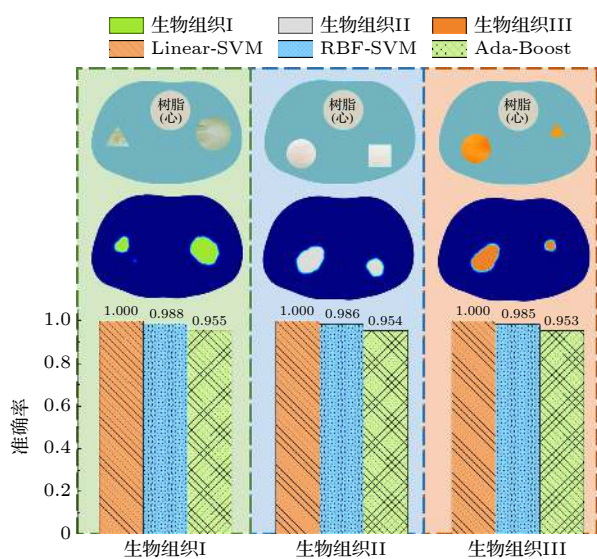 生物组织I 生物组织II 生物组织III
Linear-SVM RBF-SVM Ada-Boost
树脂 树脂 树脂
(心) (心) (心)
1.000 0.988 0.955 1.000 0.986 0.954 1.000 0.985 0.953
1.0
0.8
0.6
0.4
0.2
0
准确率
生物组织I 生物组织II 生物组织III